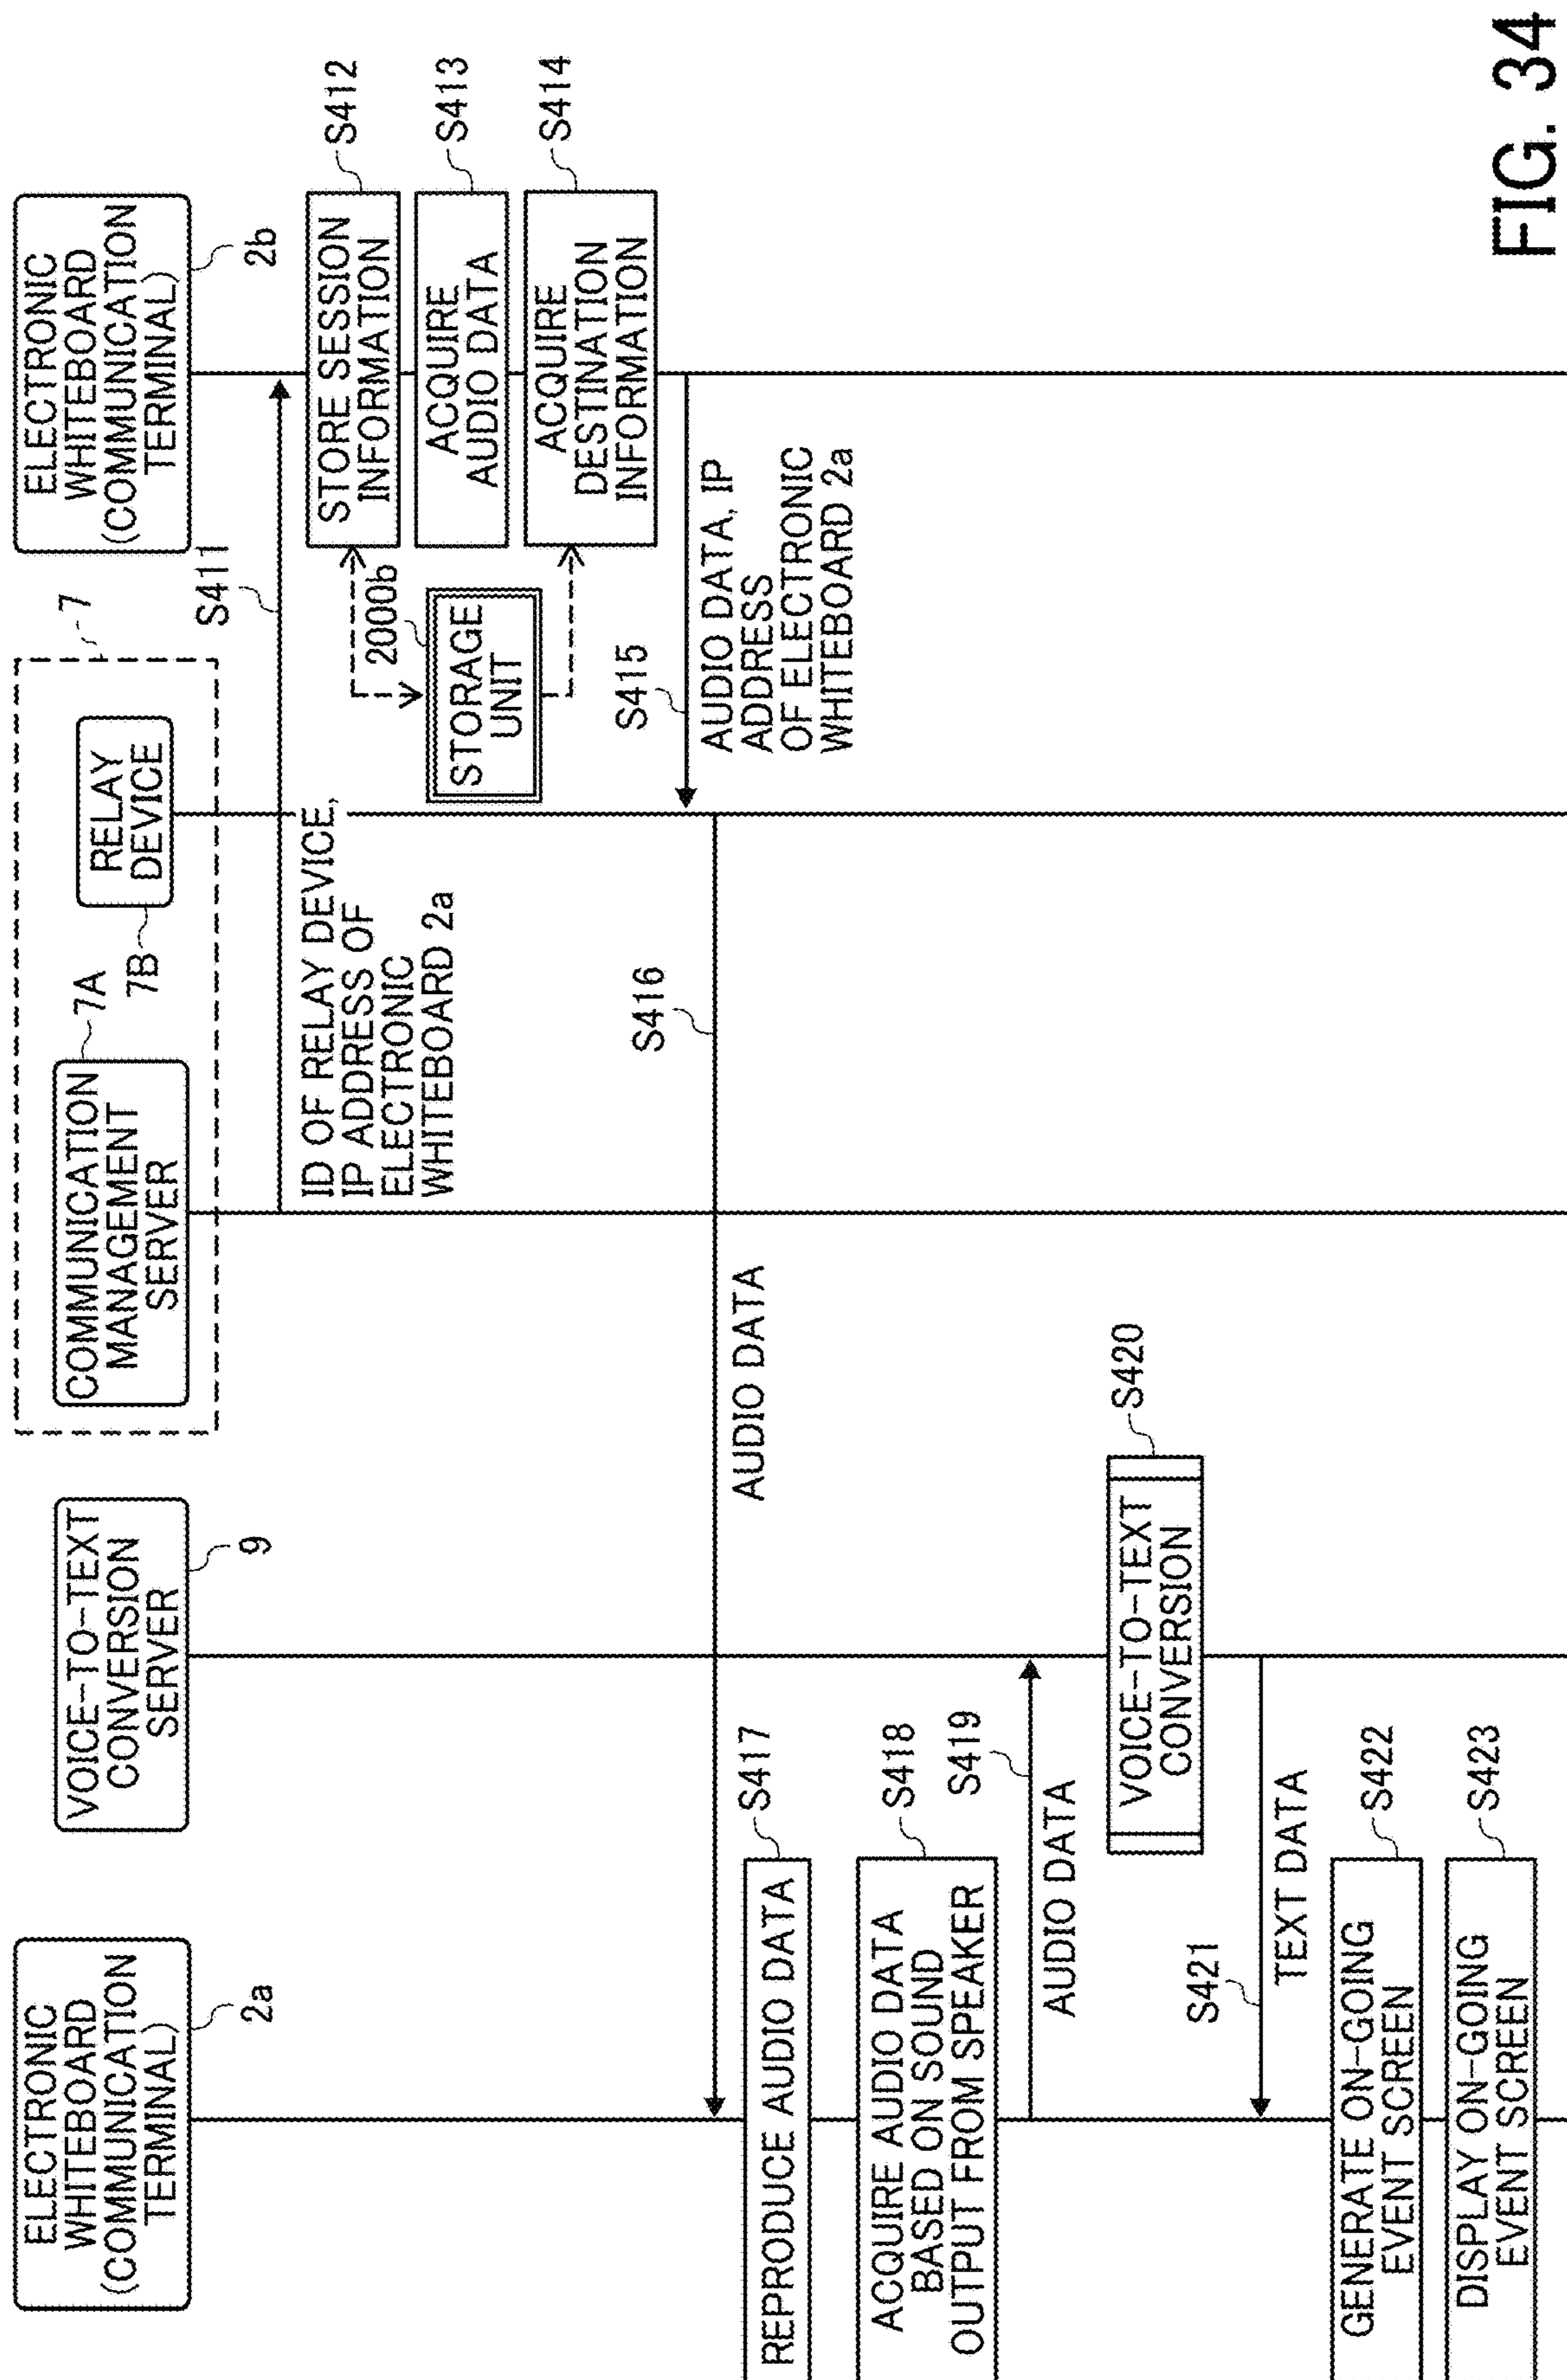 ELECTRONIC
WHITEBOARD
(COMMUNICATION
TERMINAL)
2a
VOICE-TO-TEXT
CONVERSION
SERVER
9
COMMUNICATION
MANAGEMENT
SERVER
7A
RELAY
DEVICE
7B
7
ELECTRONIC
WHITEBOARD
(COMMUNICATION
TERMINAL)
2b
S411
ID OF RELAY DEVICE,
IP ADDRESS OF
ELECTRONIC
WHITEBOARD 2a
STORE SESSION
INFORMATION
S412
2000b
STORAGE
UNIT
ACQUIRE
AUDIO DATA
S413
ACQUIRE
DESTINATION
INFORMATION
S414
S415
AUDIO DATA, IP
ADDRESS
OF ELECTRONIC
WHITEBOARD 2a
S416
AUDIO DATA
REPRODUCE AUDIO DATA
S417
ACQUIRE AUDIO DATA
BASED ON SOUND
OUTPUT FROM SPEAKER
S418
S419
AUDIO DATA
VOICE-TO-TEXT
CONVERSION
S420
S421
TEXT DATA
GENERATE ON-GOING
EVENT SCREEN
S422
DISPLAY ON-GOING
EVENT SCREEN
S423
FIG. 34